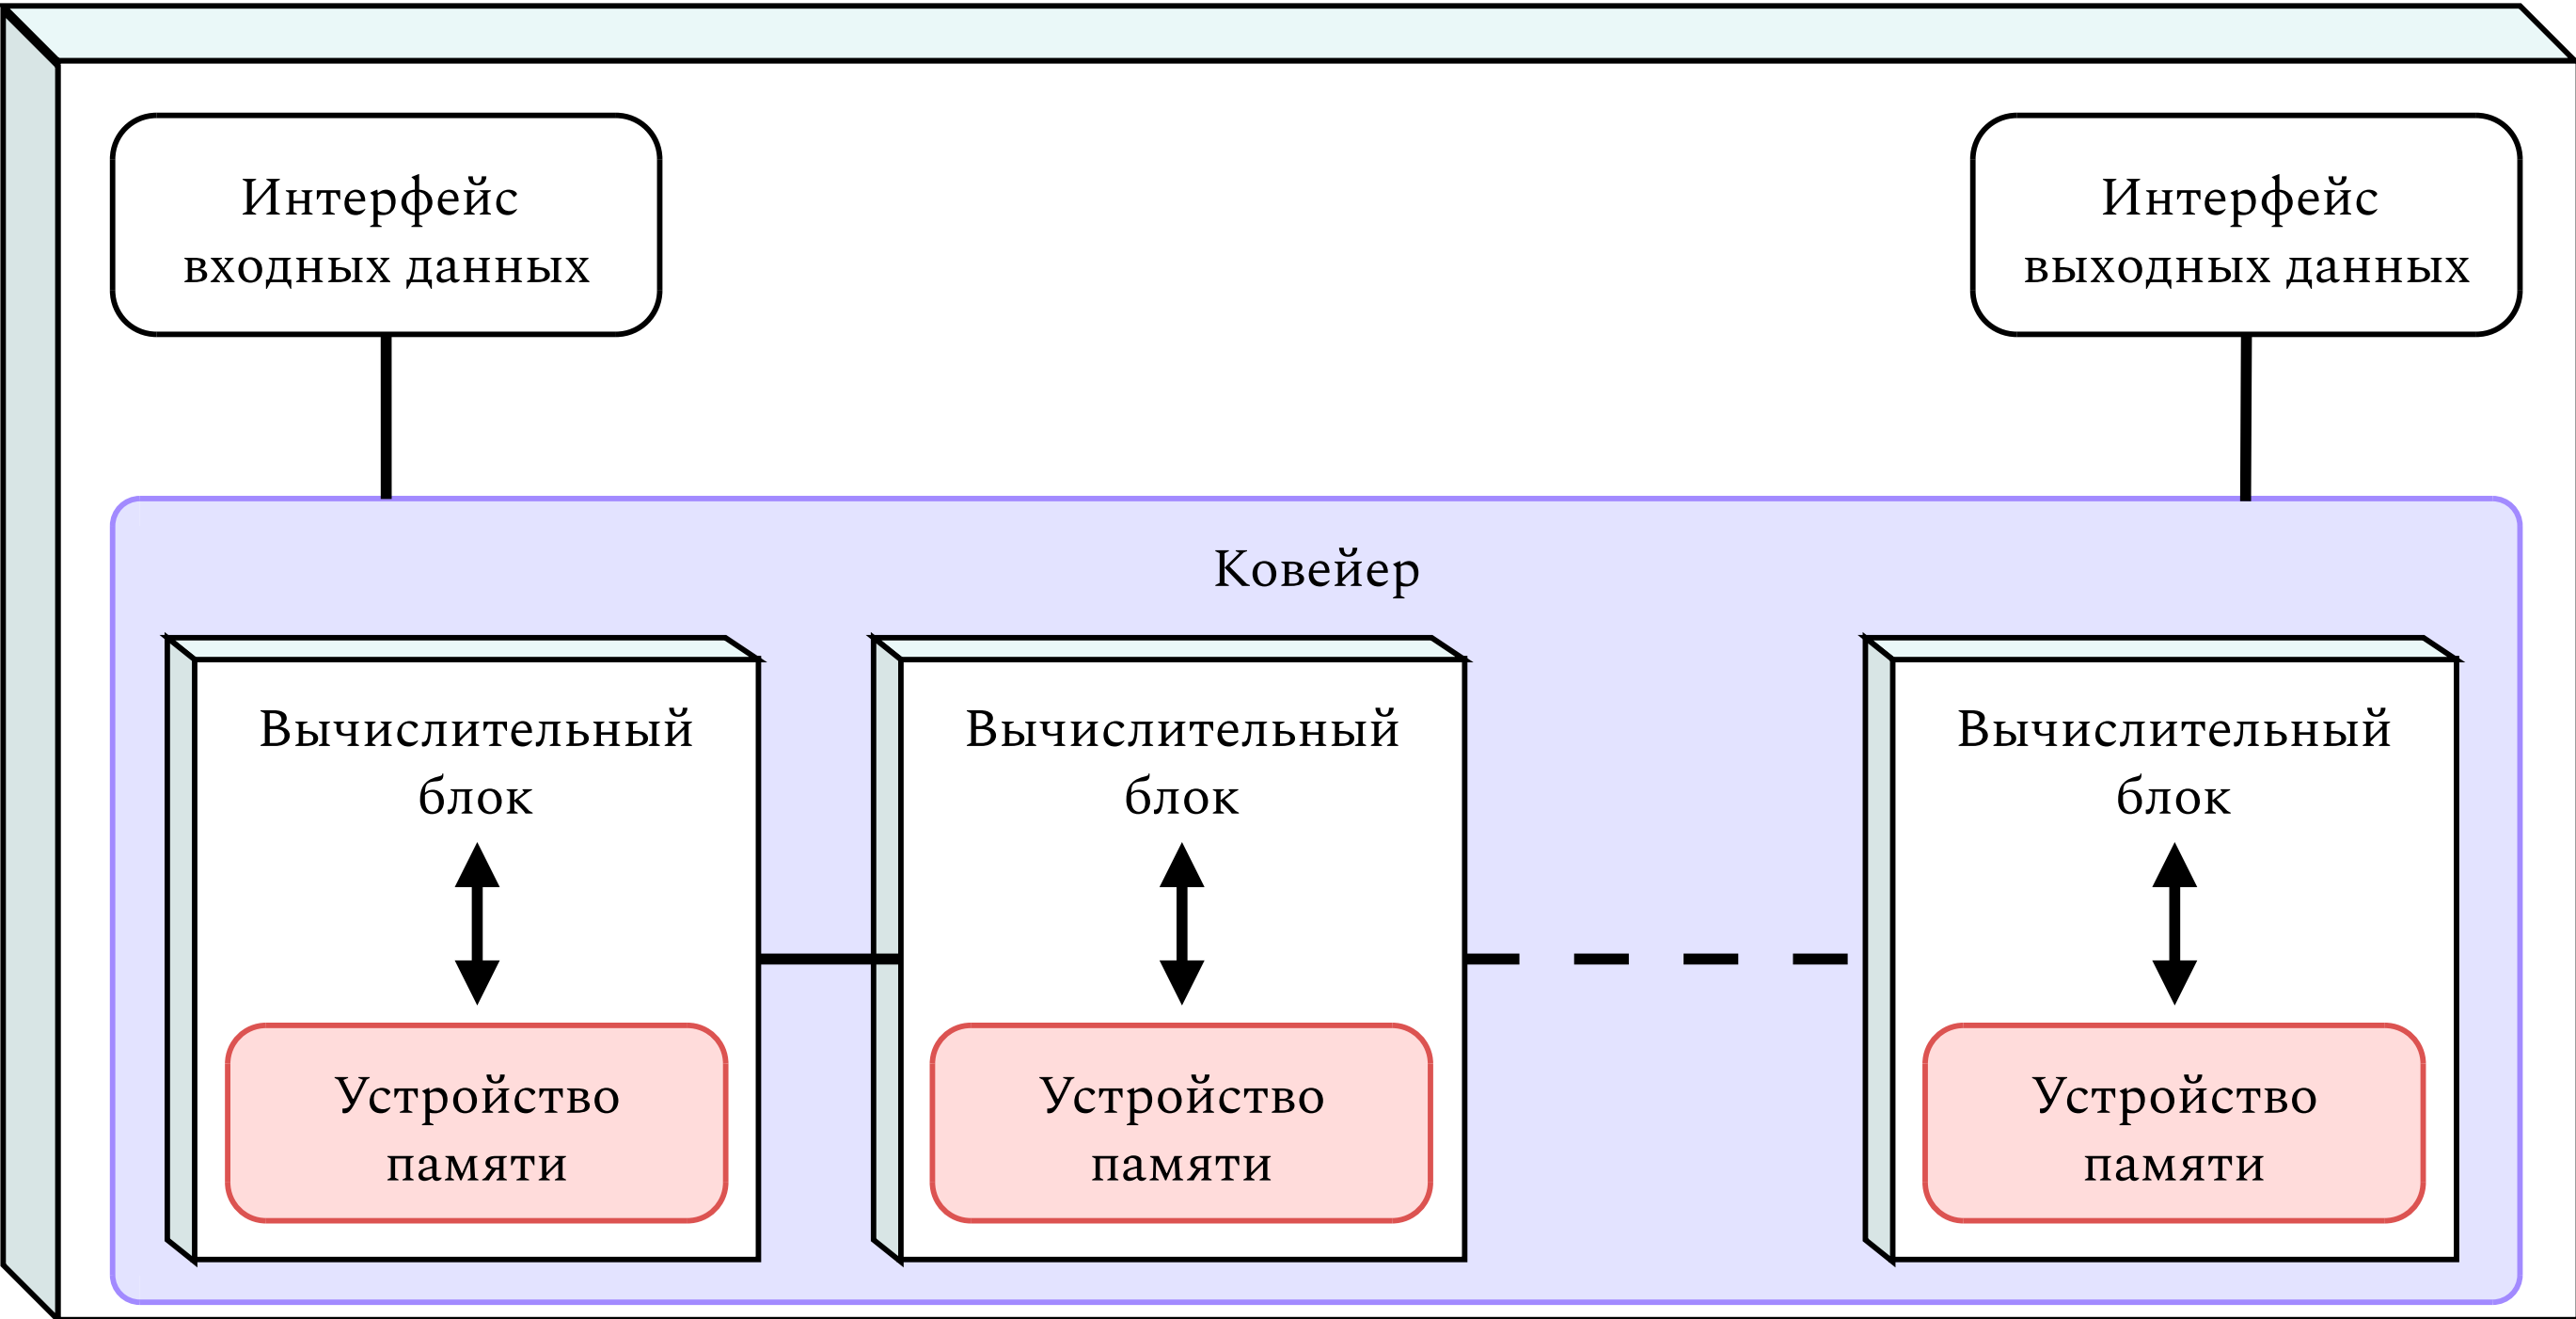 Интерфейс
входных данных
Интерфейс
выходных данных
Ковейер
Вычислительный
блок
Устройство
памяти
Вычислительный
блок
Устройство
памяти
Вычислительный
блок
Устройство
памяти